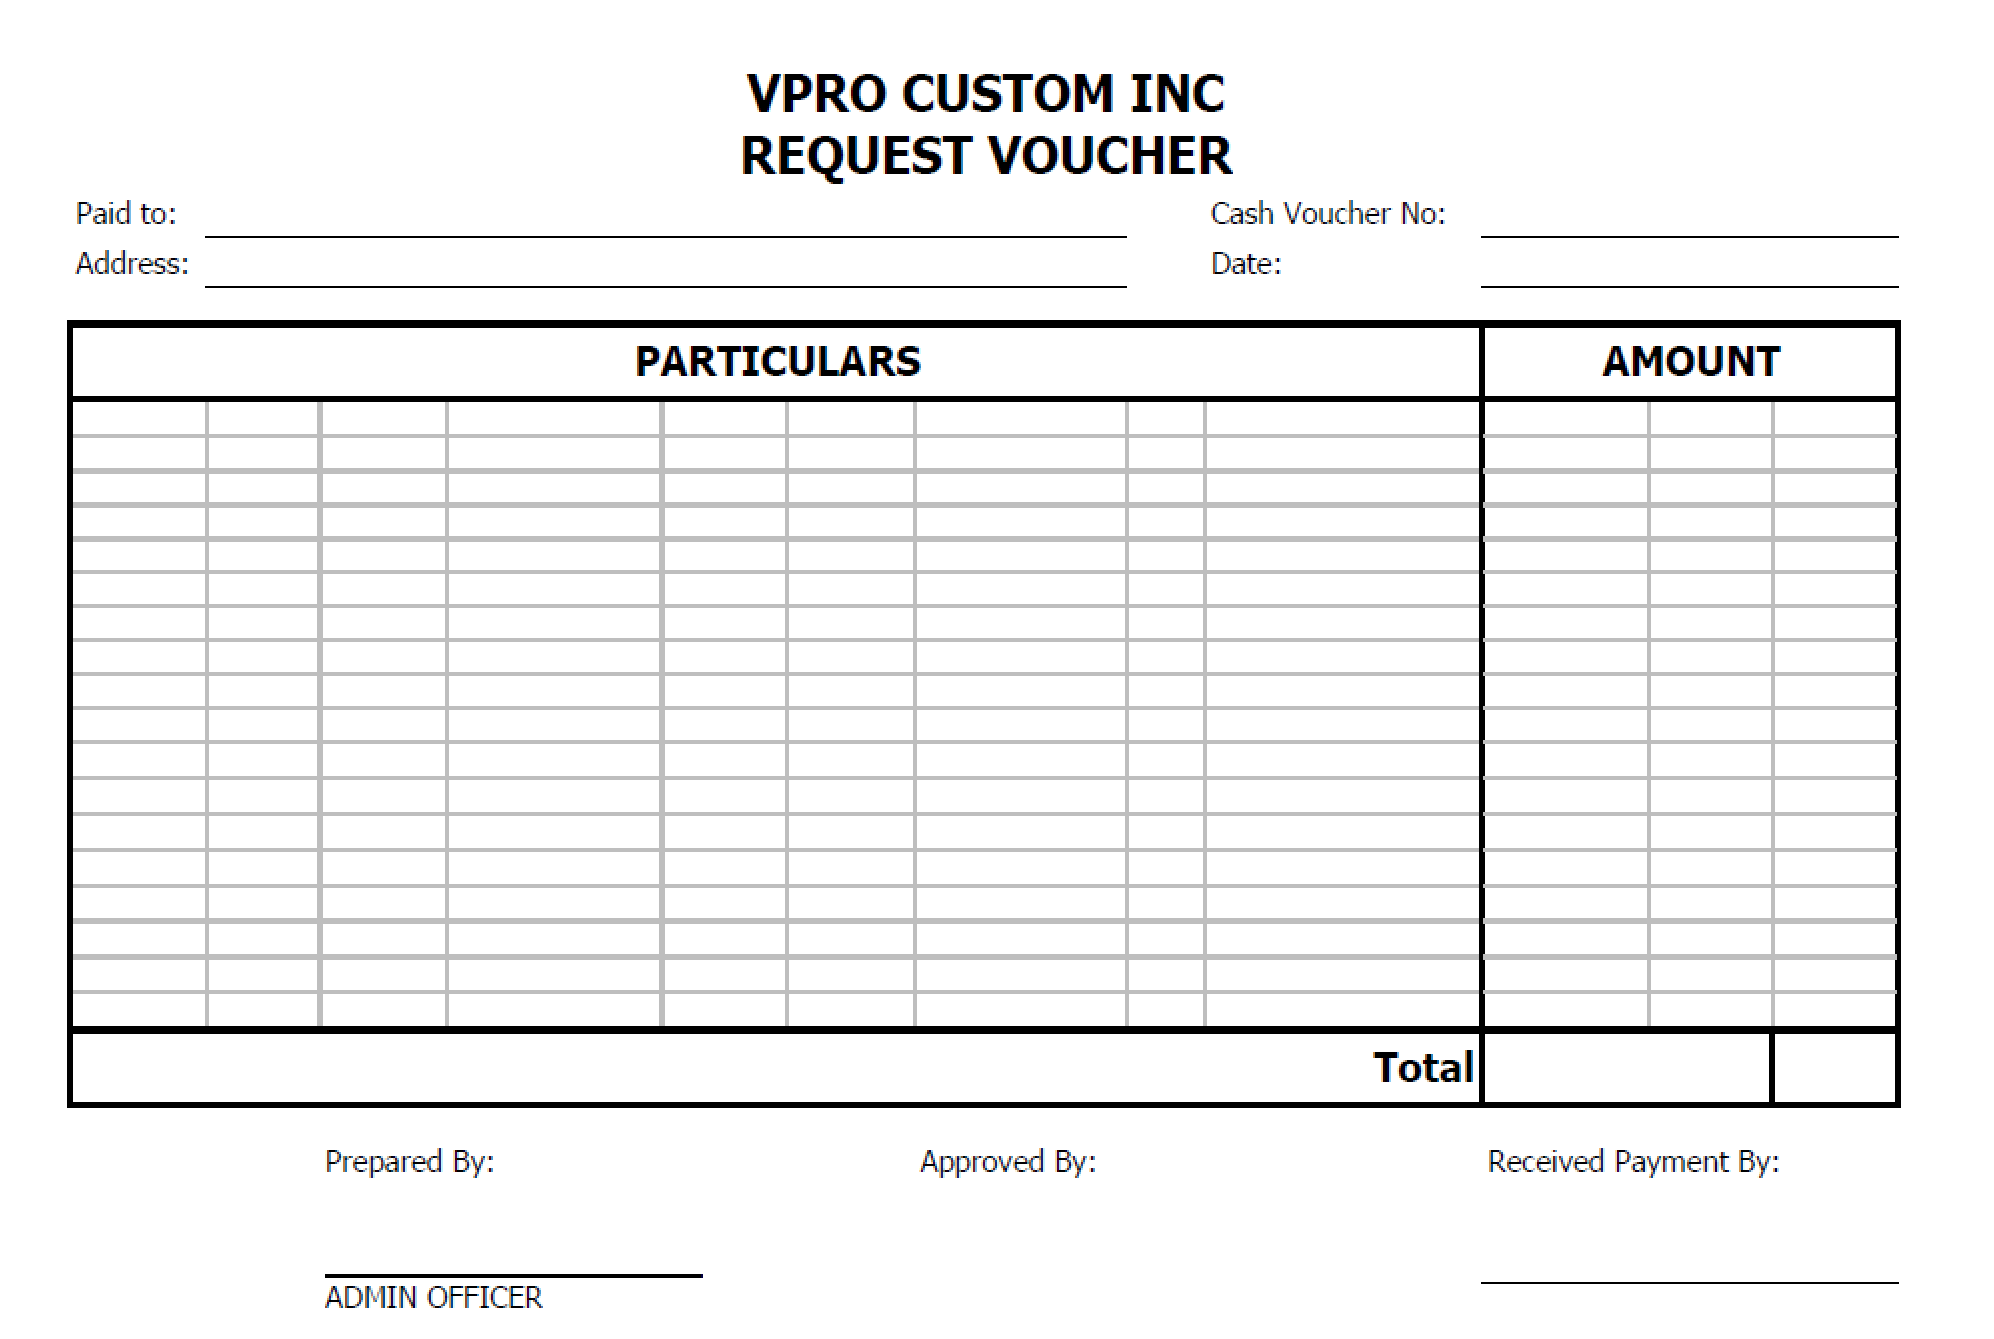 VPRO CUSTOM INC
REQUEST VOUCHER
Paid to: Cash Voucher No:
Address: Date:
PARTICULARS AMOUNT
Total
Prepared By: Approved By: Received Payment By:
ADMIN OFFICER